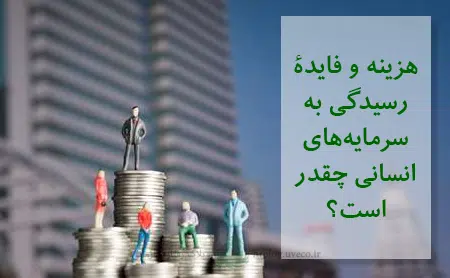 هزینه و فایدهٔ
رسیدگی به
سرمایه‌های
انسانی چقدر
است؟